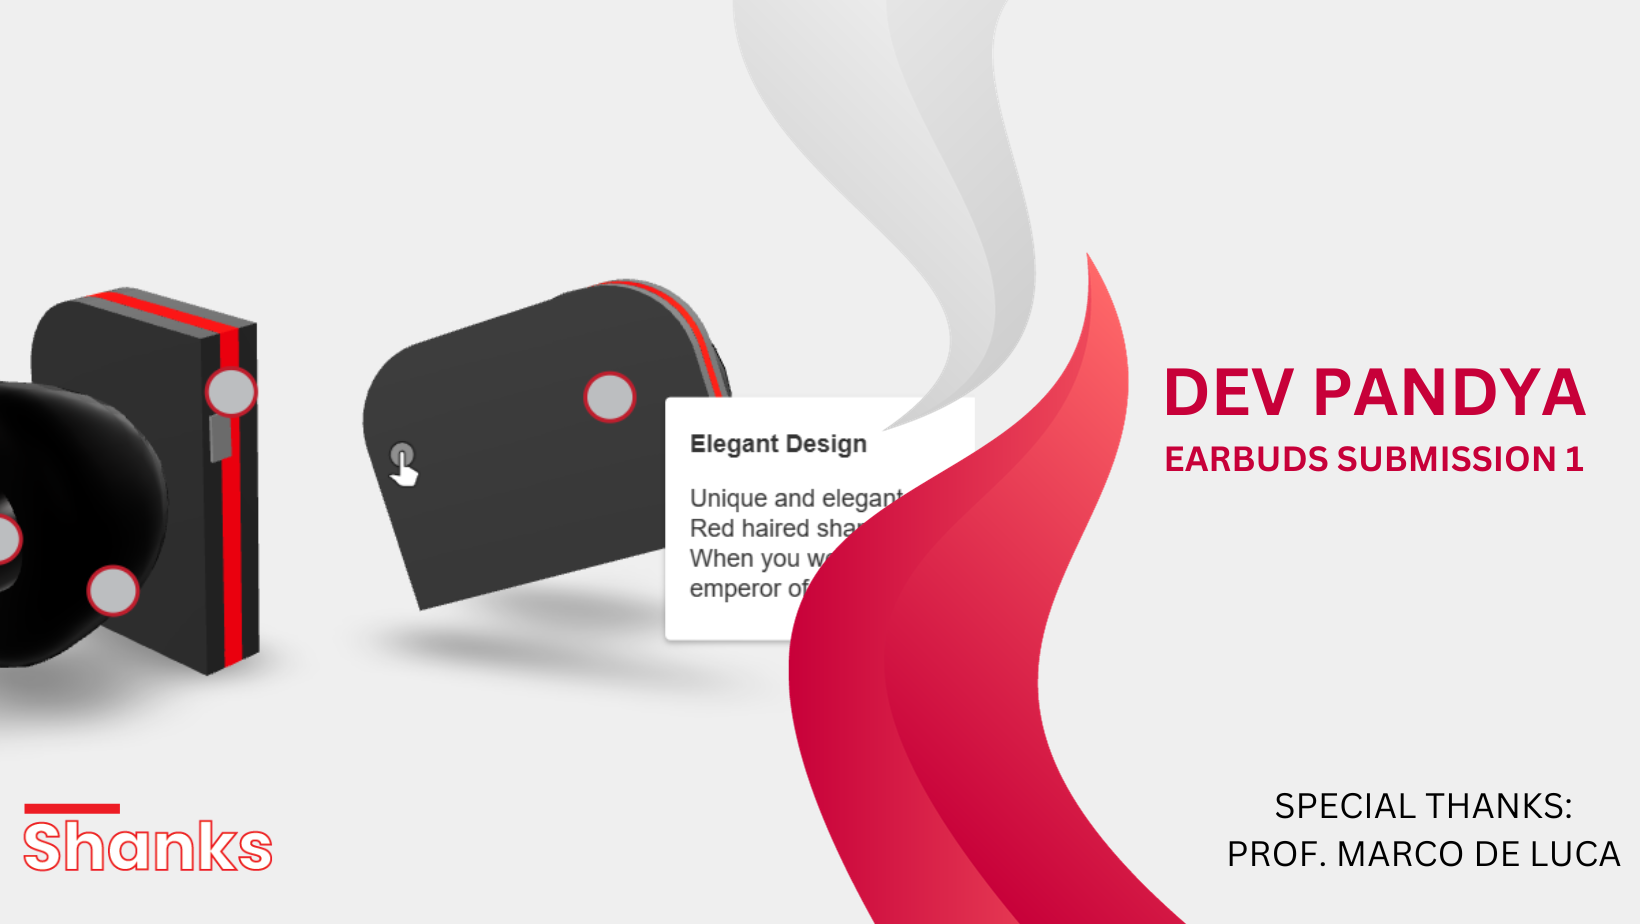 Elegant Design
Unique and elegant
Red haired
When you
emperor of
DEV PANDYA
EARBUDS SUBMISSION 1
Shanks
SPECIAL THANKS:
PROF. MARCO DE LUCA